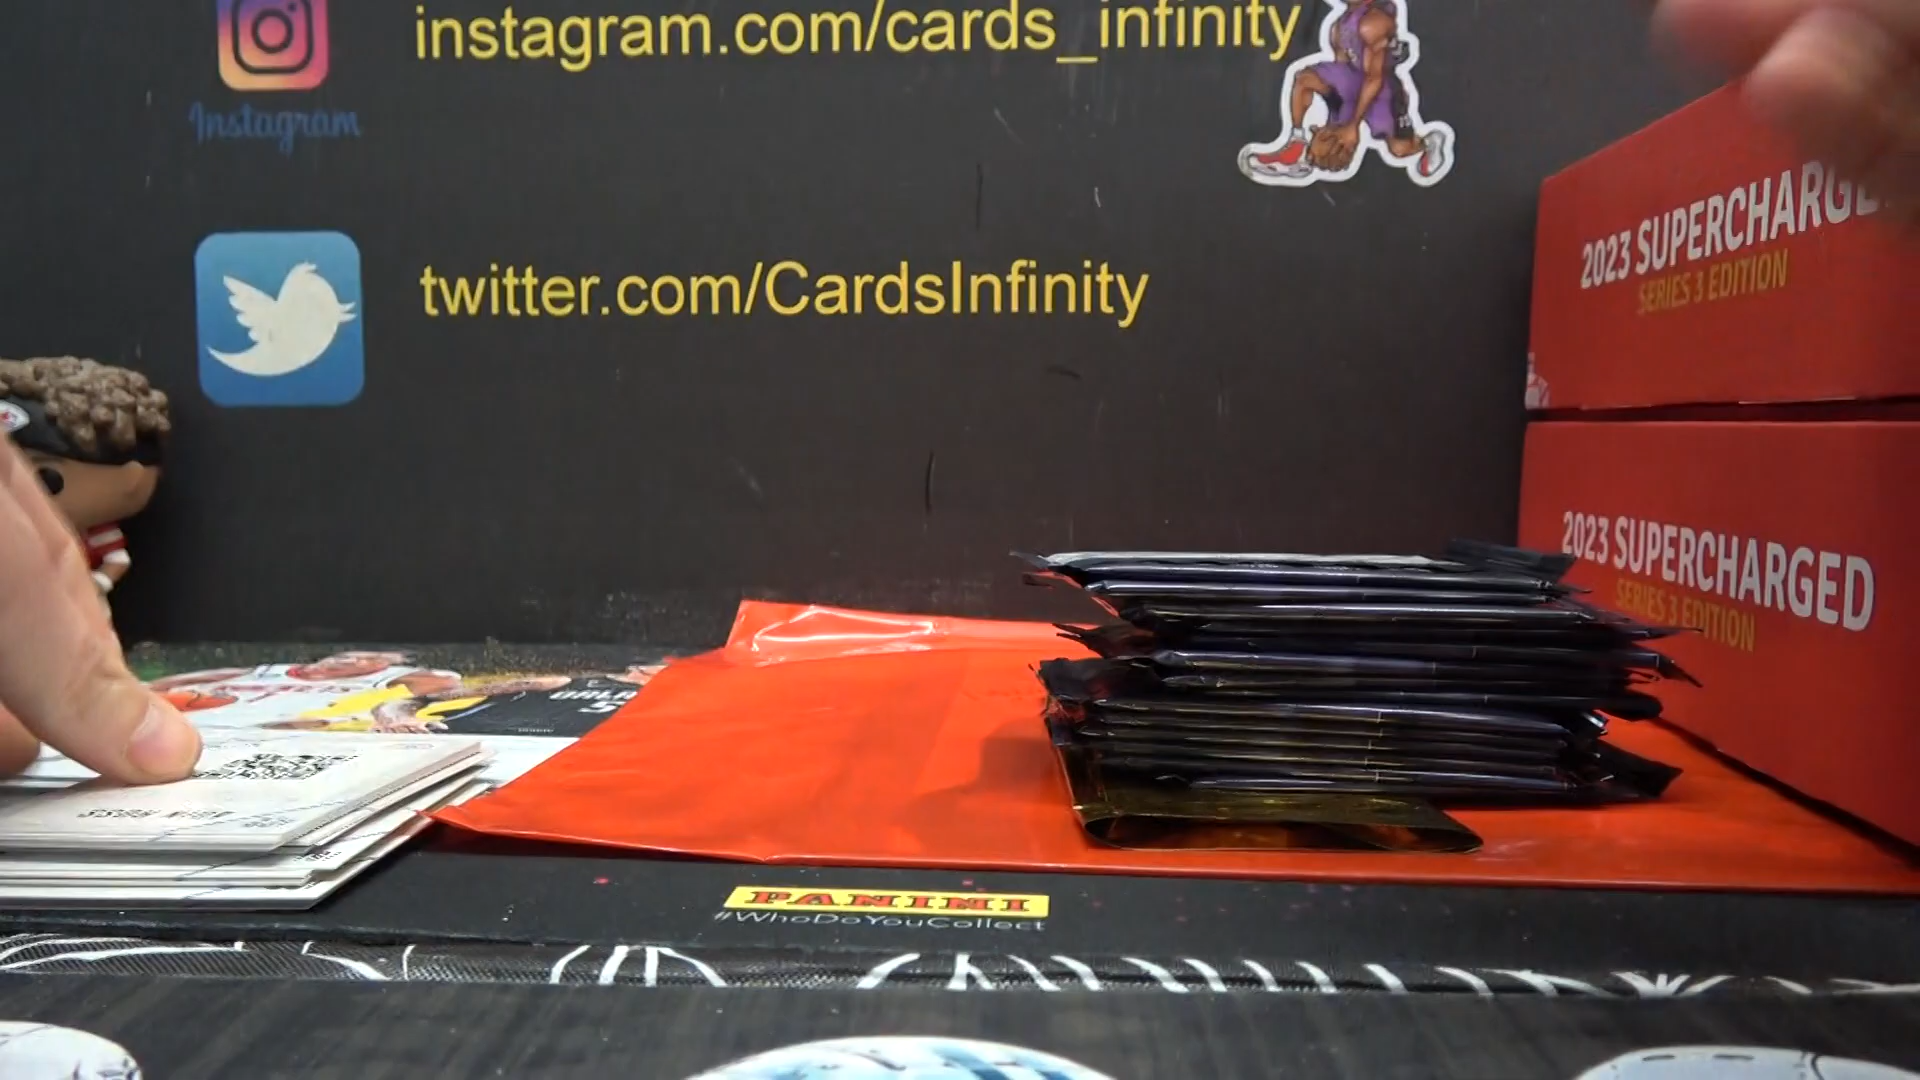 instagram.com/cards_infinity
Instagram
twitter.com/CardsInfinity
2023 SUPERCHARGE
SERIES 3 EDITION
2023 SUPERCHARGED
SERIES 3 EDITION
PANINI
#WhoDoYouCollect